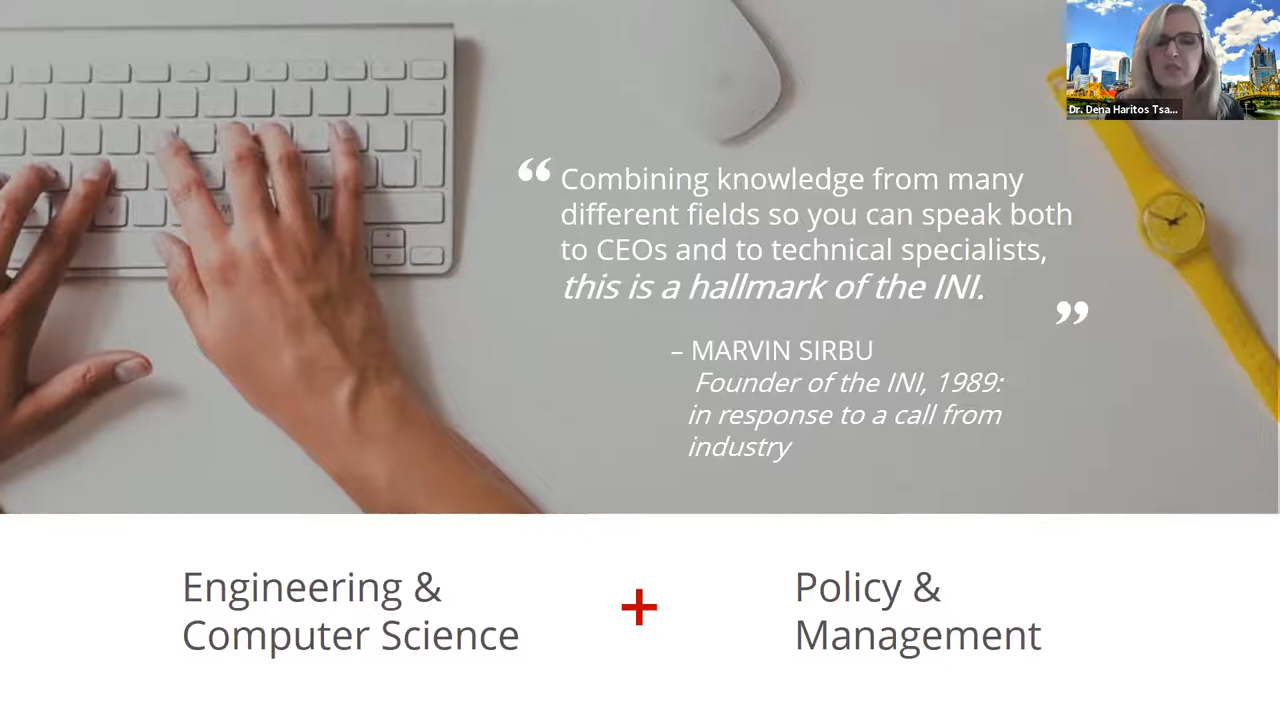 Dr. Dena Haritos Tsa...
“ Combining knowledge from many
different fields so you can speak both
to CEOs and to technical specialists,
this is a hallmark of the INI.
”
– MARVIN SIRBU
Founder of the INI, 1989:
in response to a call from
industry
Engineering &
Computer Science
+
Policy &
Management